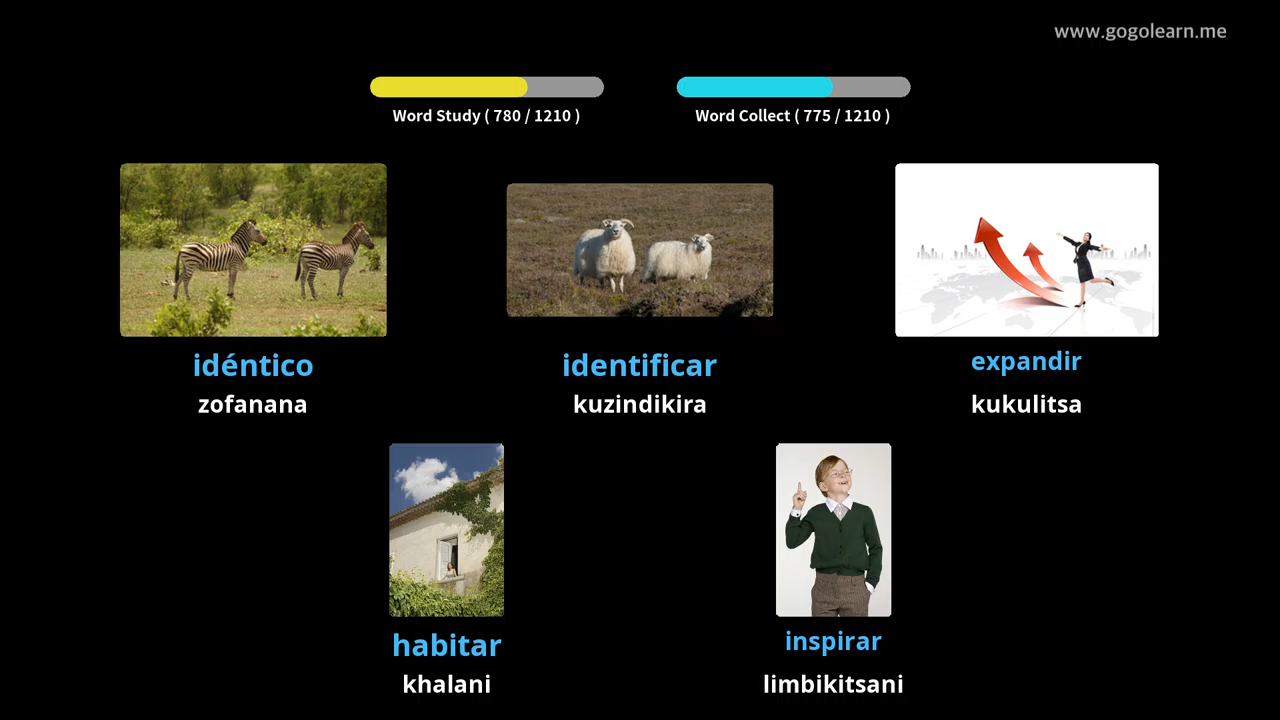 www.gogolearn.me
Word Study ( 780 / 1210 )
Word Collect ( 775 / 1210 )
idéntico
zofanana
identificar
kuzindikira
expandir
kukulitsa
habitar
khalani
inspirar
limbikitsani